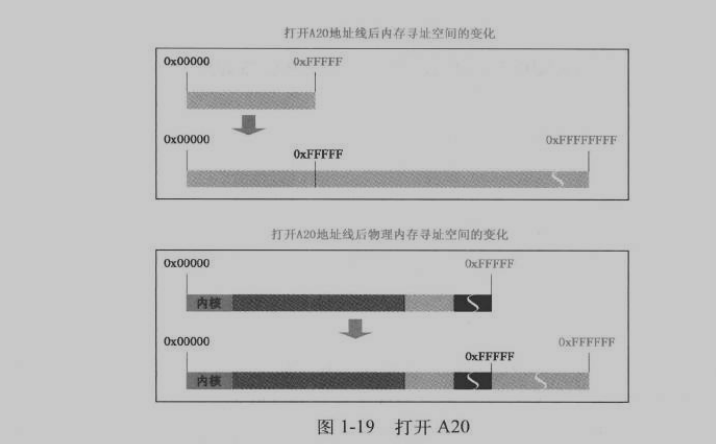 打开A20地址线后内存寻址空间的变化
0x00000 0xFFFFF
0x00000 0xFFFFFFFF
0xFFFFF
打开A20地址线后物理内存寻址空间的变化
0x00000 0xFFFFF
内核
0x00000 0xFFFFFF
0xFFFFF
内核
图 1-19 打开 A20